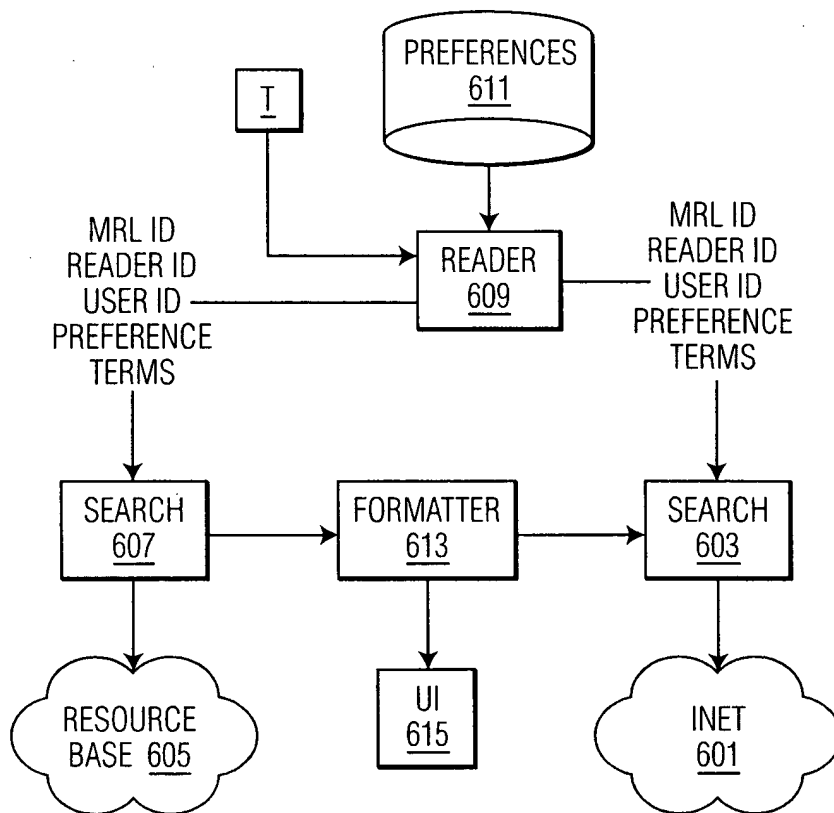 PREFERENCES
611
T
MRL ID
READER ID
USER ID
PREFERENCE
TERMS
READER
609
MRL ID
READER ID
USER ID
PREFERENCE
TERMS
SEARCH
607
FORMATTER
613
SEARCH
603
RESOURCE
BASE 605
UI
615
INET
601